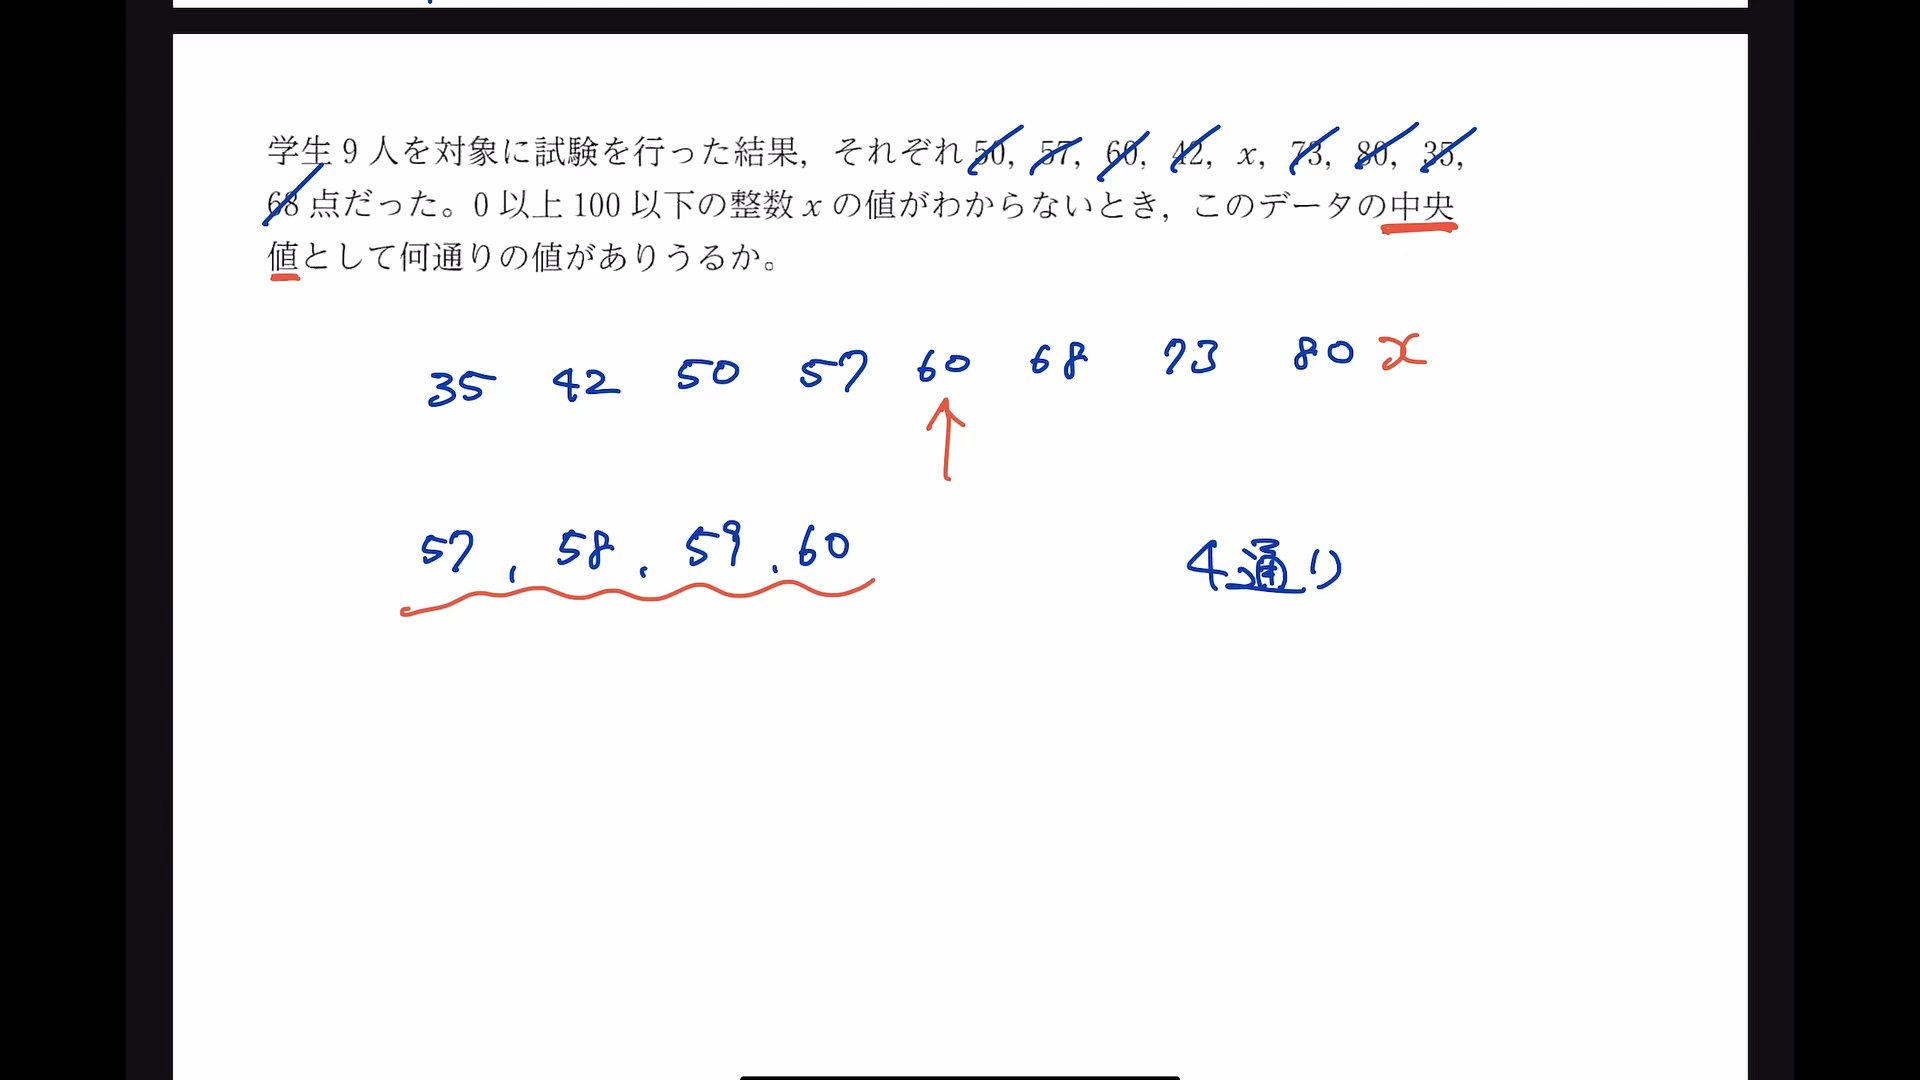 学生 9 人を対象に試験を行った結果，それぞれ 50, 57, 60, 42, x, 73, 80, 35,
68 点だった。0 以上 100 以下の整数 x の値がわからないとき，このデータの中央
値として何通りの値がありうるか。
35 42 50 57 60 68 73 80 x
57, 58, 59, 60 4通り